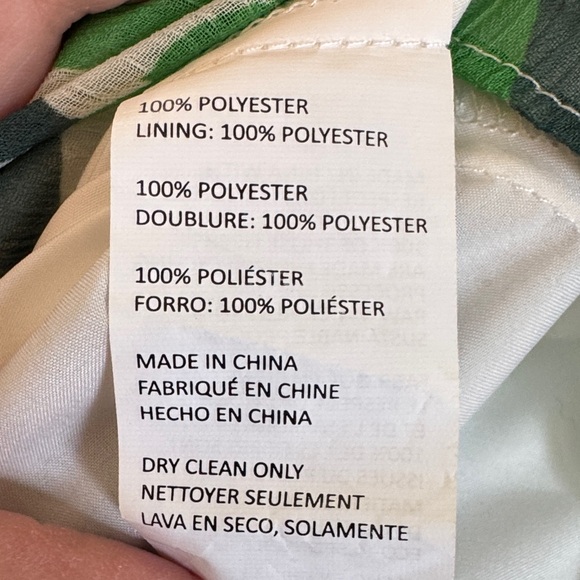 100% POLYESTER
LINING: 100% POLYESTER
100% POLYESTER
DOUBLURE: 100% POLYESTER
100% POLIÉSTER
FORRO: 100% POLIÉSTER
MADE IN CHINA
FABRIQUÉ EN CHINE
HECHO EN CHINA
DRY CLEAN ONLY
NETTOYER SEULEMENT
LAVA EN SECO, SOLAMENTE